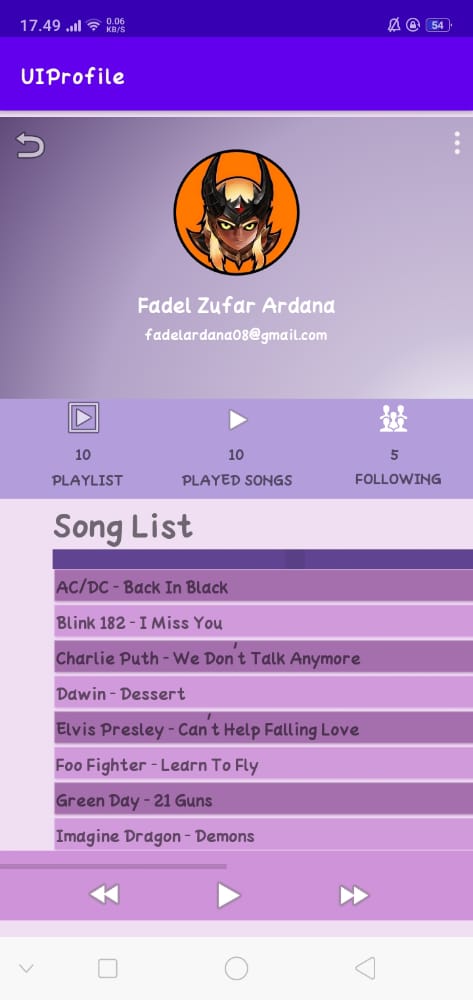 17.49 0.06 KB/S 54
UIProfile
Fadel Zufar Ardana
fadelardana08@gmail.com
10 10 5
PLAYLIST PLAYED SONGS FOLLOWING
Song List
AC/DC - Back In Black
Blink 182 - I Miss You
Charlie Puth - We Don't Talk Anymore
Dawin - Dessert
Elvis Presley - Can't Help Falling Love
Foo Fighter - Learn To Fly
Green Day - 21 Guns
Imagine Dragon - Demons